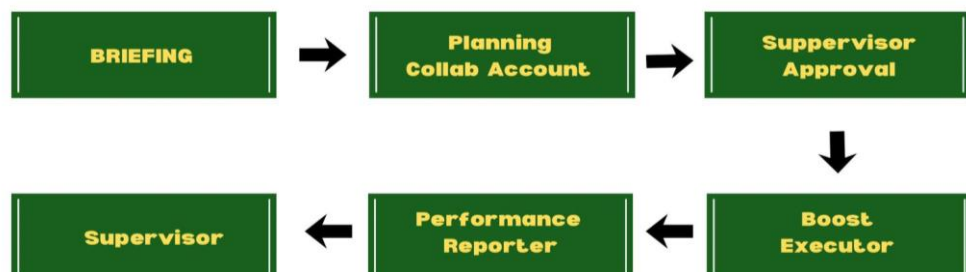 BRIEFING
Planning
Collab Account
Suppervisor
Approval
Boost
Executor
Performance
Reporter
Supervisor